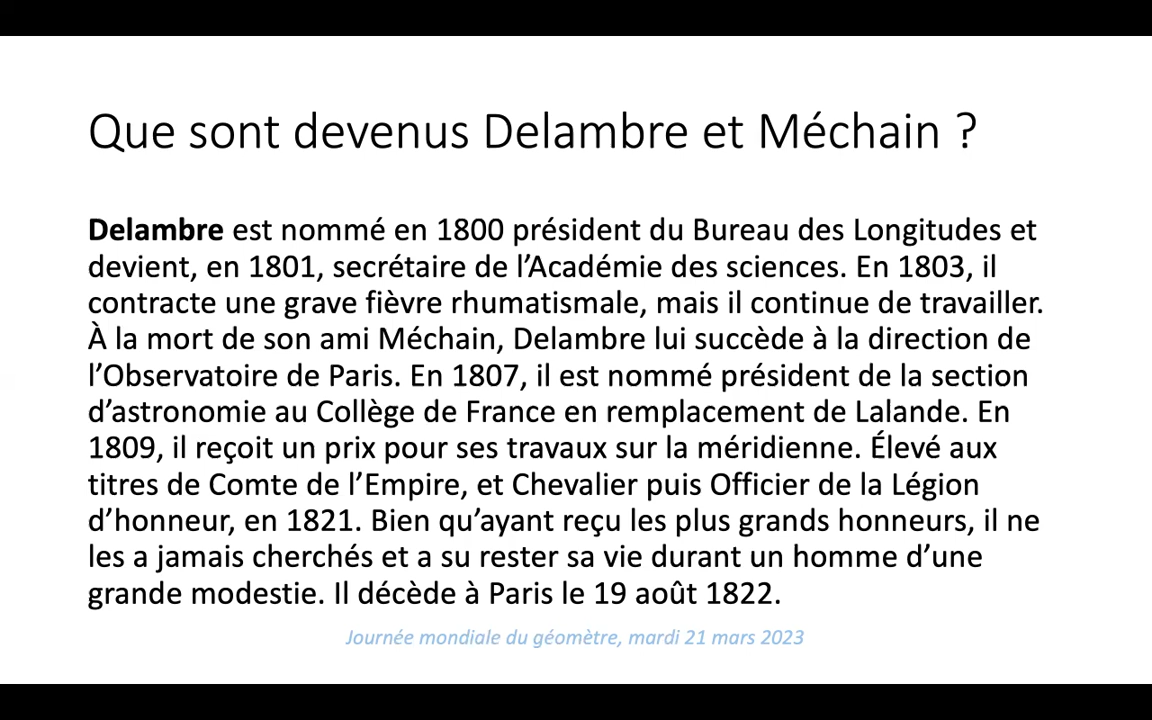 Que sont devenus Delambre et Méchain ?
Delambre est nommé en 1800 président du Bureau des Longitudes et
devient, en 1801, secrétaire de l’Académie des sciences. En 1803, il
contracte une grave fièvre rhumatismale, mais il continue de travailler.
À la mort de son ami Méchain, Delambre lui succède à la direction de
l’Observatoire de Paris. En 1807, il est nommé président de la section
d’astronomie au Collège de France en remplacement de Lalande. En
1809, il reçoit un prix pour ses travaux sur la méridienne. Élevé aux
titres de Comte de l’Empire, et Chevalier puis Officier de la Légion
d’honneur, en 1821. Bien qu’ayant reçu les plus grands honneurs, il ne
les a jamais cherchés et a su rester sa vie durant un homme d’une
grande modestie. Il décède à Paris le 19 août 1822.
Journée mondiale du géomètre, mardi 21 mars 2023